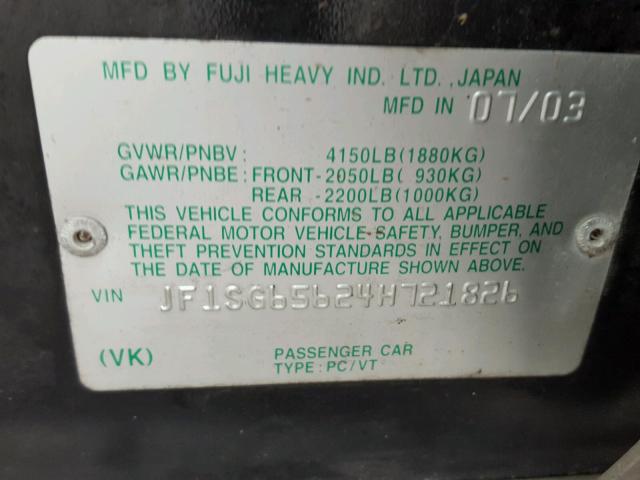 MFD BY FUJI HEAVY IND. LTD., JAPAN
MFD IN 07/03
GVWR/PNBV: 4150LB(1880KG)
GAWR/PNBE: FRONT-2050LB( 930KG)
REAR -2200LB(1000KG)
THIS VEHICLE CONFORMS TO ALL APPLICABLE
FEDERAL MOTOR VEHICLE SAFETY, BUMPER, AND
THEFT PREVENTION STANDARDS IN EFFECT ON
THE DATE OF MANUFACTURE SHOWN ABOVE.
VIN JF1SG65624H721826
(VK) PASSENGER CAR
TYPE: PC/VT